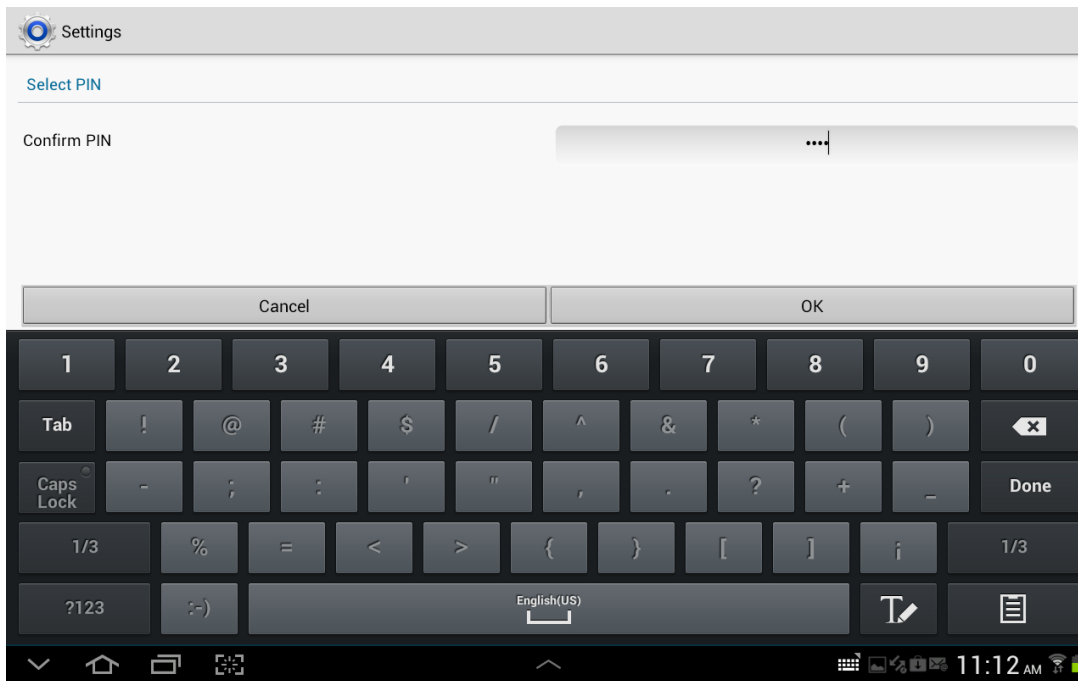 Settings
Select PIN
Confirm PIN
••••
Cancel OK
1 2 3 4 5 6 7 8 9 0
Tab ! @ # $ / ^ & * ( )
Caps Lock - ; : ' " , . ? + _ Done
1/3 % = < > { } [ ] ¡ 1/3
?123 :-) English(US) T
11:12 AM